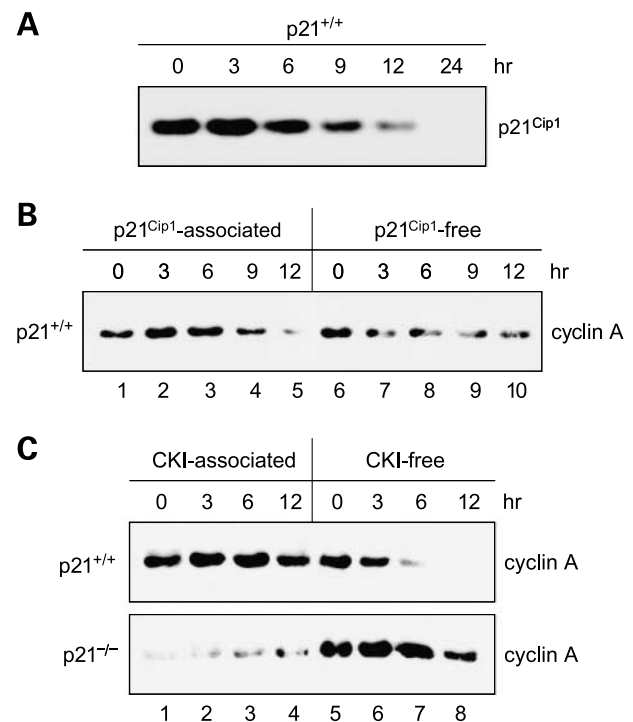 A
p21+/+
0 3 6 9 12 24 hr
p21Cip1
B
p21Cip1-associated p21Cip1-free
0 3 6 9 12 0 3 6 9 12 hr
p21+/+ cyclin A
1 2 3 4 5 6 7 8 9 10
C
CKI-associated CKI-free
0 3 6 12 0 3 6 12 hr
p21+/+ cyclin A
p21–/– cyclin A
1 2 3 4 5 6 7 8